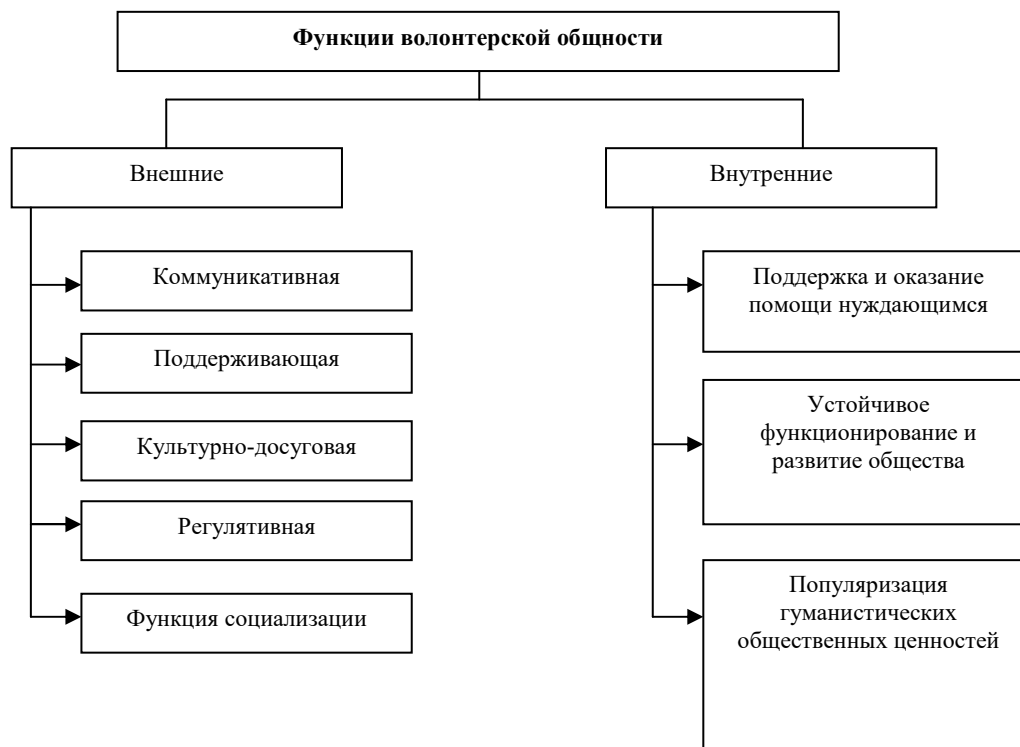 Функции волонтерской общности
Внешние
Коммуникативная
Поддерживающая
Культурно-досуговая
Регулятивная
Функция социализации
Внутренние
Поддержка и оказание
помощи нуждающимся
Устойчивое
функционирование и
развитие общества
Популяризация
гуманистических
общественных ценностей